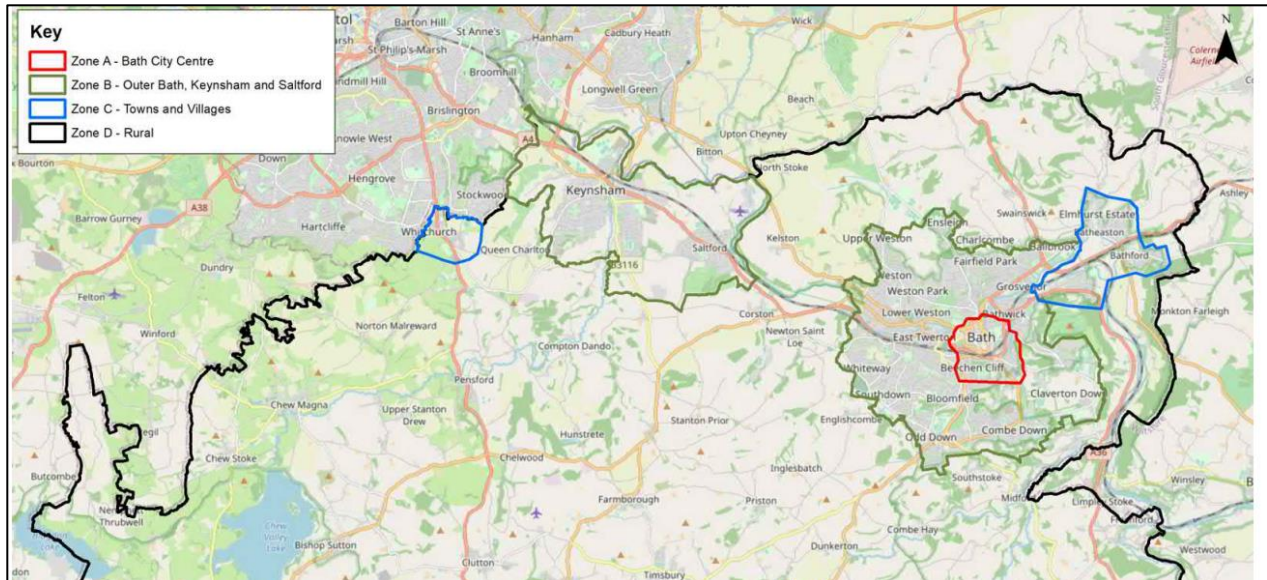 Key
Zone A - Bath City Centre
Zone B - Outer Bath, Keynsham and Saltford
Zone C - Towns and Villages
Zone D - Rural
N
Barton Hill
St Anne's
Hanham
Cadbury Heath
Wick
St Philip's-Marsh
Broomhill
Longwell Green
Beach
Brislington
A4
Upton Cheyney
Bitton
North Stoke
Knowle West
Hengrove
Stockwood
Keynsham
A38
Barrow Gurney
Hartcliffe
Whitchurch
Queen Charlton
Saltford
Kelston
Upper Weston
Ensleigh
Charlcombe
Swainswick
Elmhurst Estate
Batheaston
Ashley
Dundry
B3116
Weston
Fairfield Park
Bailbrook
Bathford
Felton
Weston Park
Grosvenor
Winford
Norton Malreward
Corston
Lower Weston
Bathwick
Monkton Farleigh
Newton Saint
Loe
East Twerton
Bath
Compton Dando
Whiteway
Beechen Cliff
Pensford
Southdown
Bloomfield
Claverton Down
Chew Magna
Upper Stanton
Drew
Stanton Prior
Englishcombe
Hunstrete
Odd Down
Combe Down
Chew Stoke
Chelwood
Inglesbatch
A36
Butcombe
Southstoke
Winsley
Farmborough
Priston
Limpley Stoke
Thrubwell
Chew
Valley
Lake
Combe Hay
Freshford
Bishop Sutton
Dunkerton
Westwood
Clutton
Timsbury